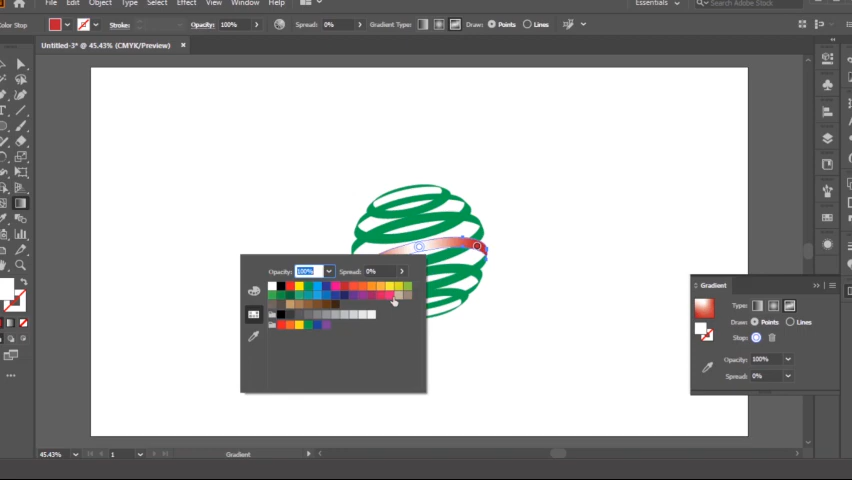 File Edit Object Type Select Effect View Window Help
Essentials
Search Adobe Stock
Color Stop
Stroke:
Opacity: 100%
Spread: 0%
Gradient Type:
Draw: Points Lines
Untitled-3* @ 45.43% (CMYK/Preview)
Opacity: 100%
Spread: 0%
Gradient
Type:
Draw: Points Lines
Stop:
Opacity: 100%
Spread: 0%
45.43%
1
Gradient